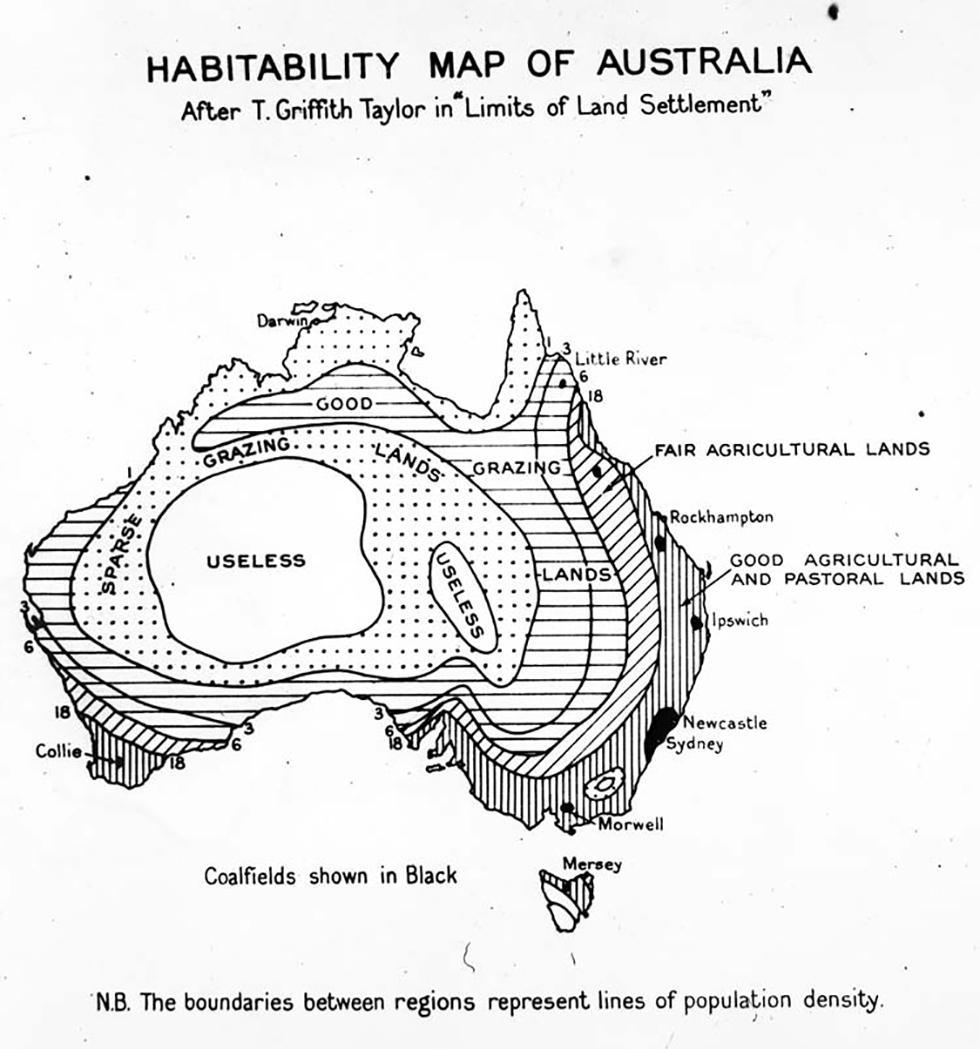 HABITABILITY MAP OF AUSTRALIA
After T. Griffith Taylor in "Limits of Land Settlement"
Darwin
1
3
Little River
6
18
GOOD
GRAZING
LANDS
GRAZING
FAIR AGRICULTURAL LANDS
1
Rockhampton
SPARSE
USELESS
USELESS
LANDS
GOOD AGRICULTURAL
AND PASTORAL LANDS
3
Ipswich
6
18
3
6
18
3
6
18
Newcastle
Sydney
Collie
Morwell
Mersey
Coalfields shown in Black
N.B. The boundaries between regions represent lines of population density.